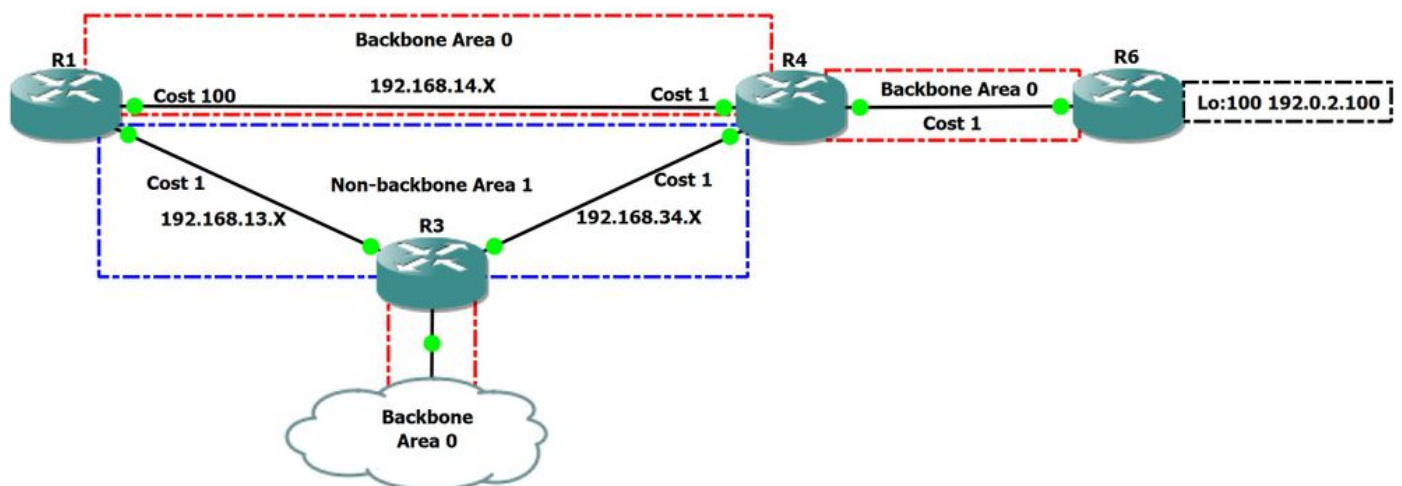 Backbone Area 0
R1
R4
R6
192.168.14.X
Cost 100
Cost 1
Backbone Area 0
Cost 1
Lo:100 192.0.2.100
Cost 1
Non-backbone Area 1
Cost 1
192.168.13.X
192.168.34.X
R3
Backbone
Area 0